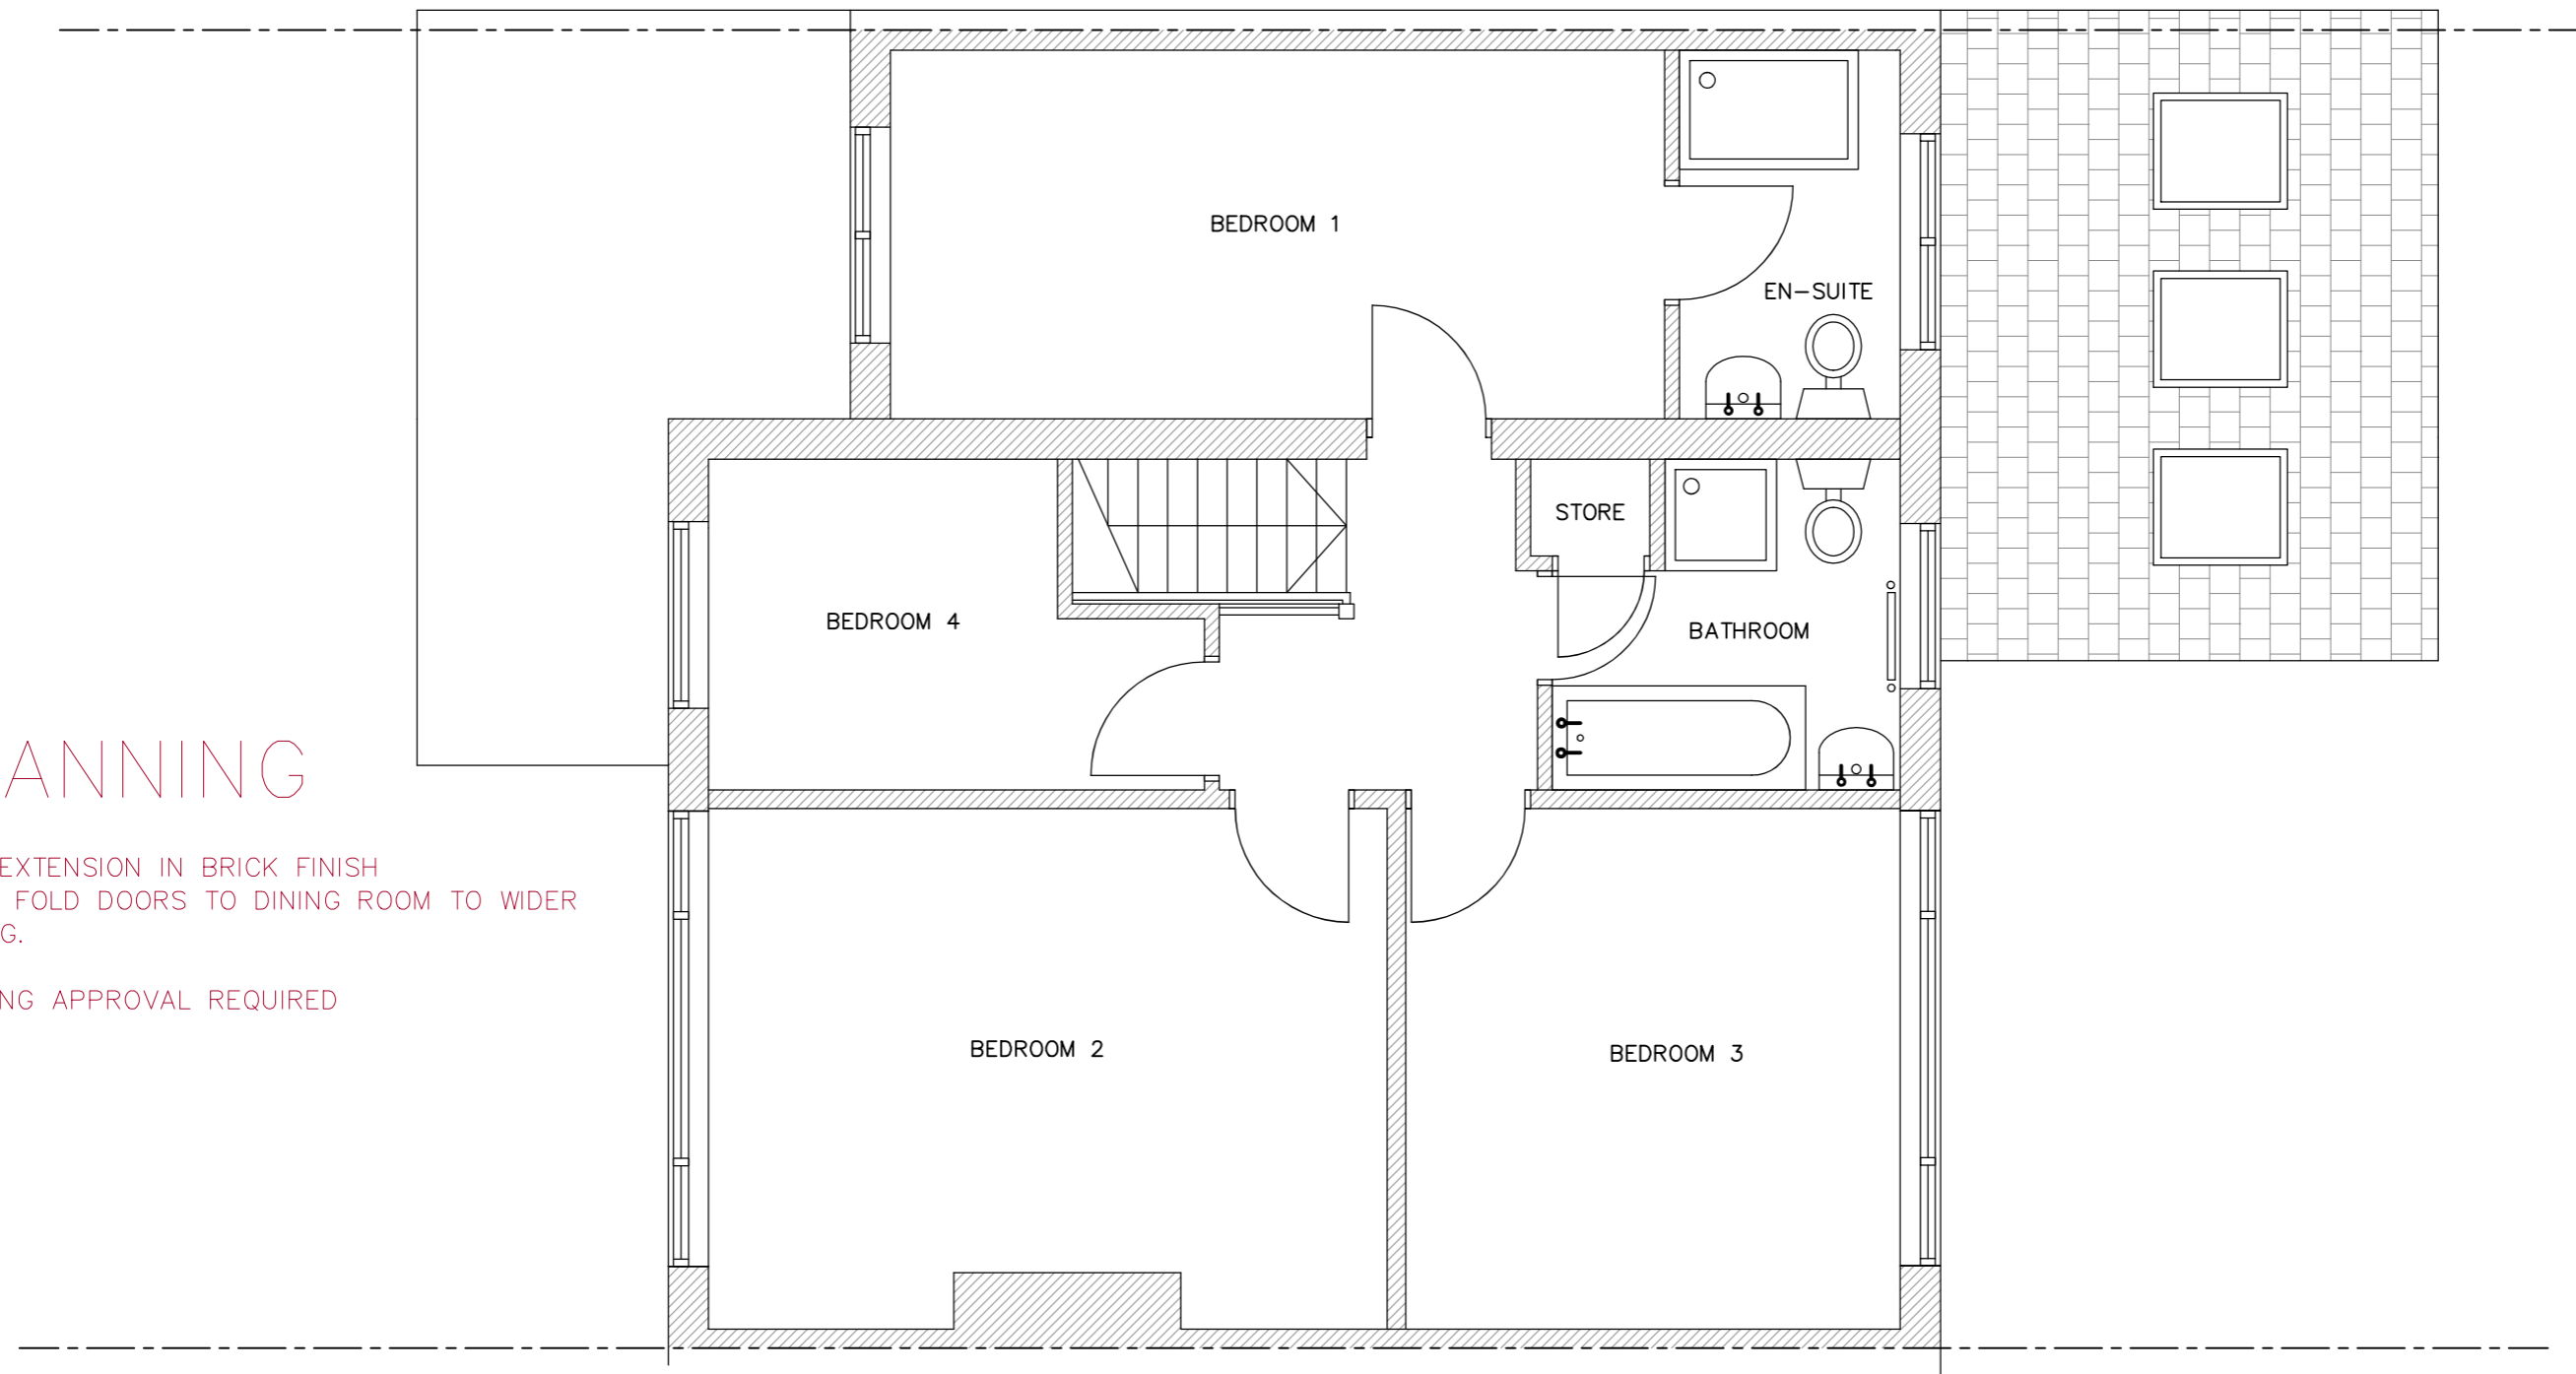 BEDROOM 1
EN-SUITE
STORE
BEDROOM 4
BATHROOM
ANNING
EXTENSION IN BRICK FINISH
FOLD DOORS TO DINING ROOM TO WIDER
G.
NG APPROVAL REQUIRED
BEDROOM 2
BEDROOM 3